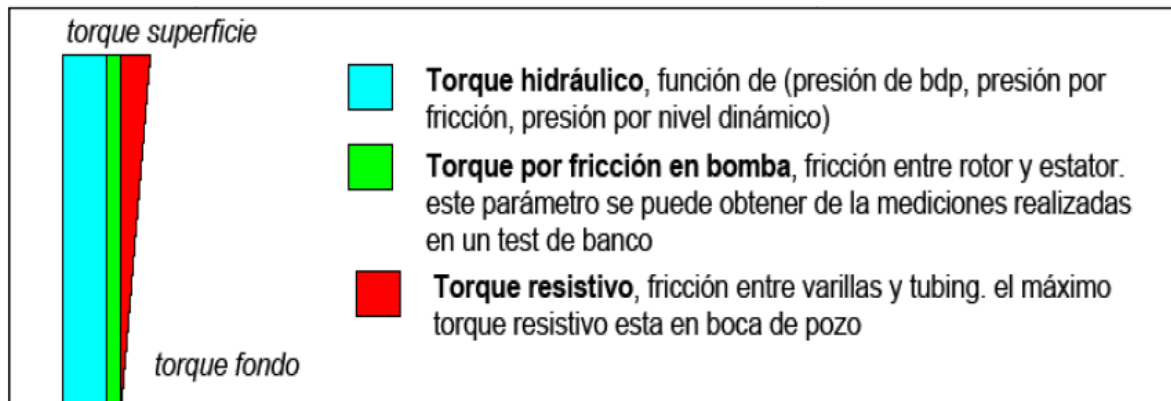 torque superficie
Torque hidráulico, función de (presión de bdp, presión por
fricción, presión por nivel dinámico)
Torque por fricción en bomba, fricción entre rotor y estator.
este parámetro se puede obtener de la mediciones realizadas
en un test de banco
Torque resistivo, fricción entre varillas y tubing. el máximo
torque resistivo esta en boca de pozo
torque fondo